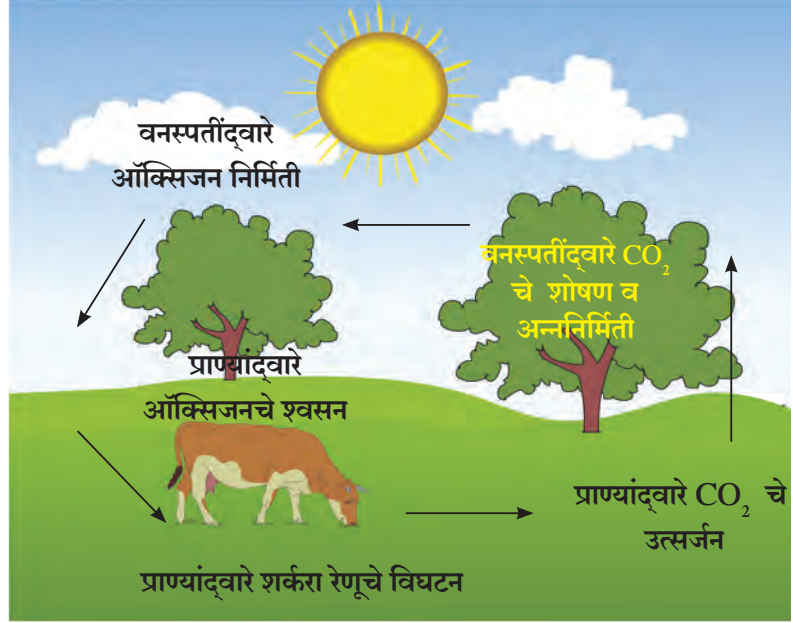 वनस्पतींद्‌वारे
ऑक्सिजन निर्मिती
वनस्पतींद्‌वारे CO₂
चे शोषण व
अन्ननिर्मिती
प्राण्यांद्‌वारे
ऑक्सिजनचे श्वसन
प्राण्यांद्‌वारे CO₂ चे
उत्सर्जन
प्राण्यांद्‌वारे शर्करा रेणूचे विघटन